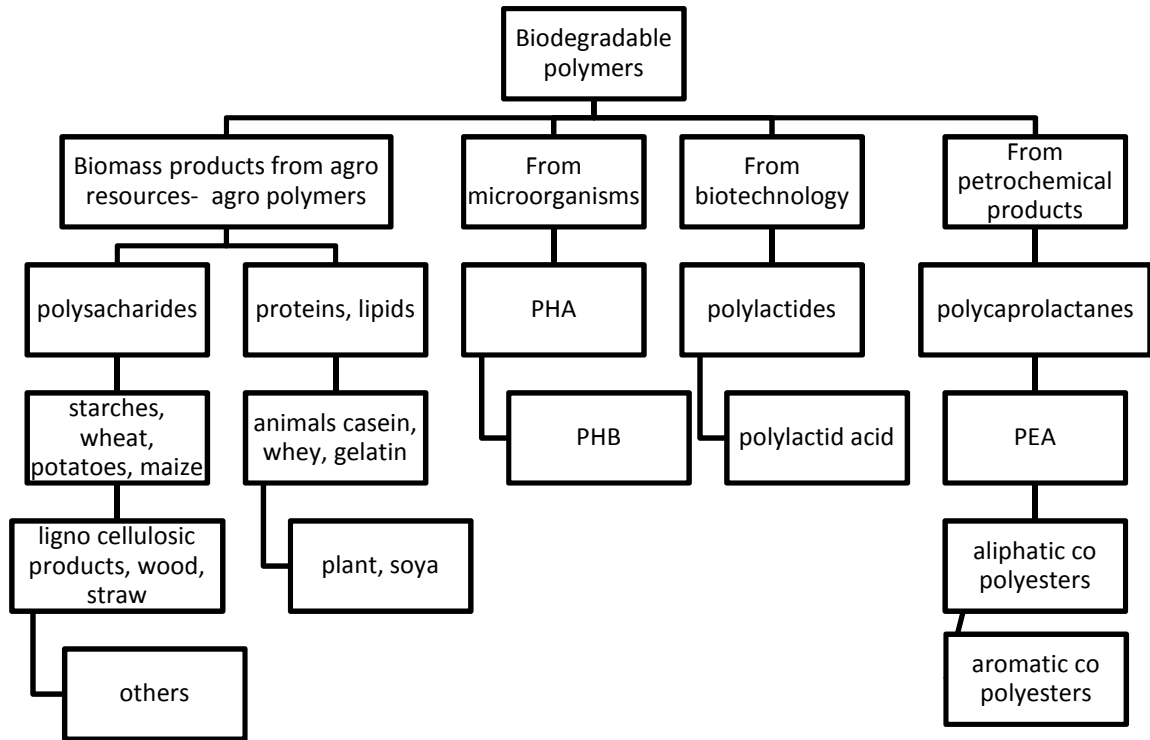 Biodegradable
polymers
Biomass products from agro
resources- agro polymers
From
microorganisms
From
biotechnology
From
petrochemical
products
polysacharides
proteins, lipids
PHA
polylactides
polycaprolactanes
starches,
wheat,
potatoes, maize
animals casein,
whey, gelatin
PHB
polylactid acid
PEA
ligno cellulosic
products, wood,
straw
plant, soya
aliphatic co
polyesters
others
aromatic co
polyesters